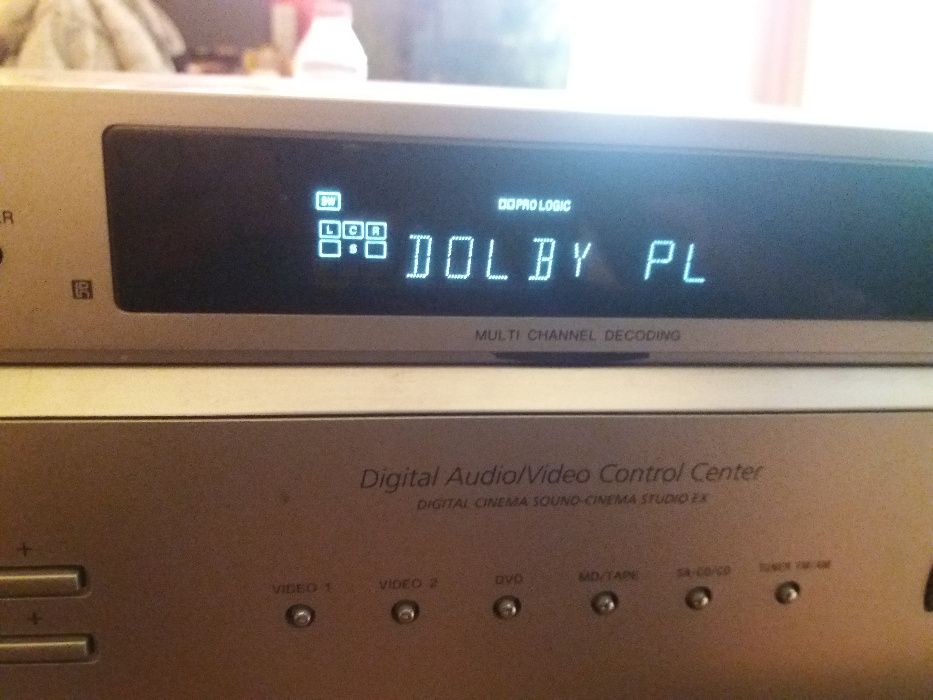 SW
PRO LOGIC
L C R
S
DOLBY PL
MULTI CHANNEL DECODING
Digital Audio/Video Control Center
DIGITAL CINEMA SOUND-CINEMA STUDIO EX
+
VIDEO 1 VIDEO 2 DVD MD/TAPE SA-CD/CD TUNER FM/AM
+